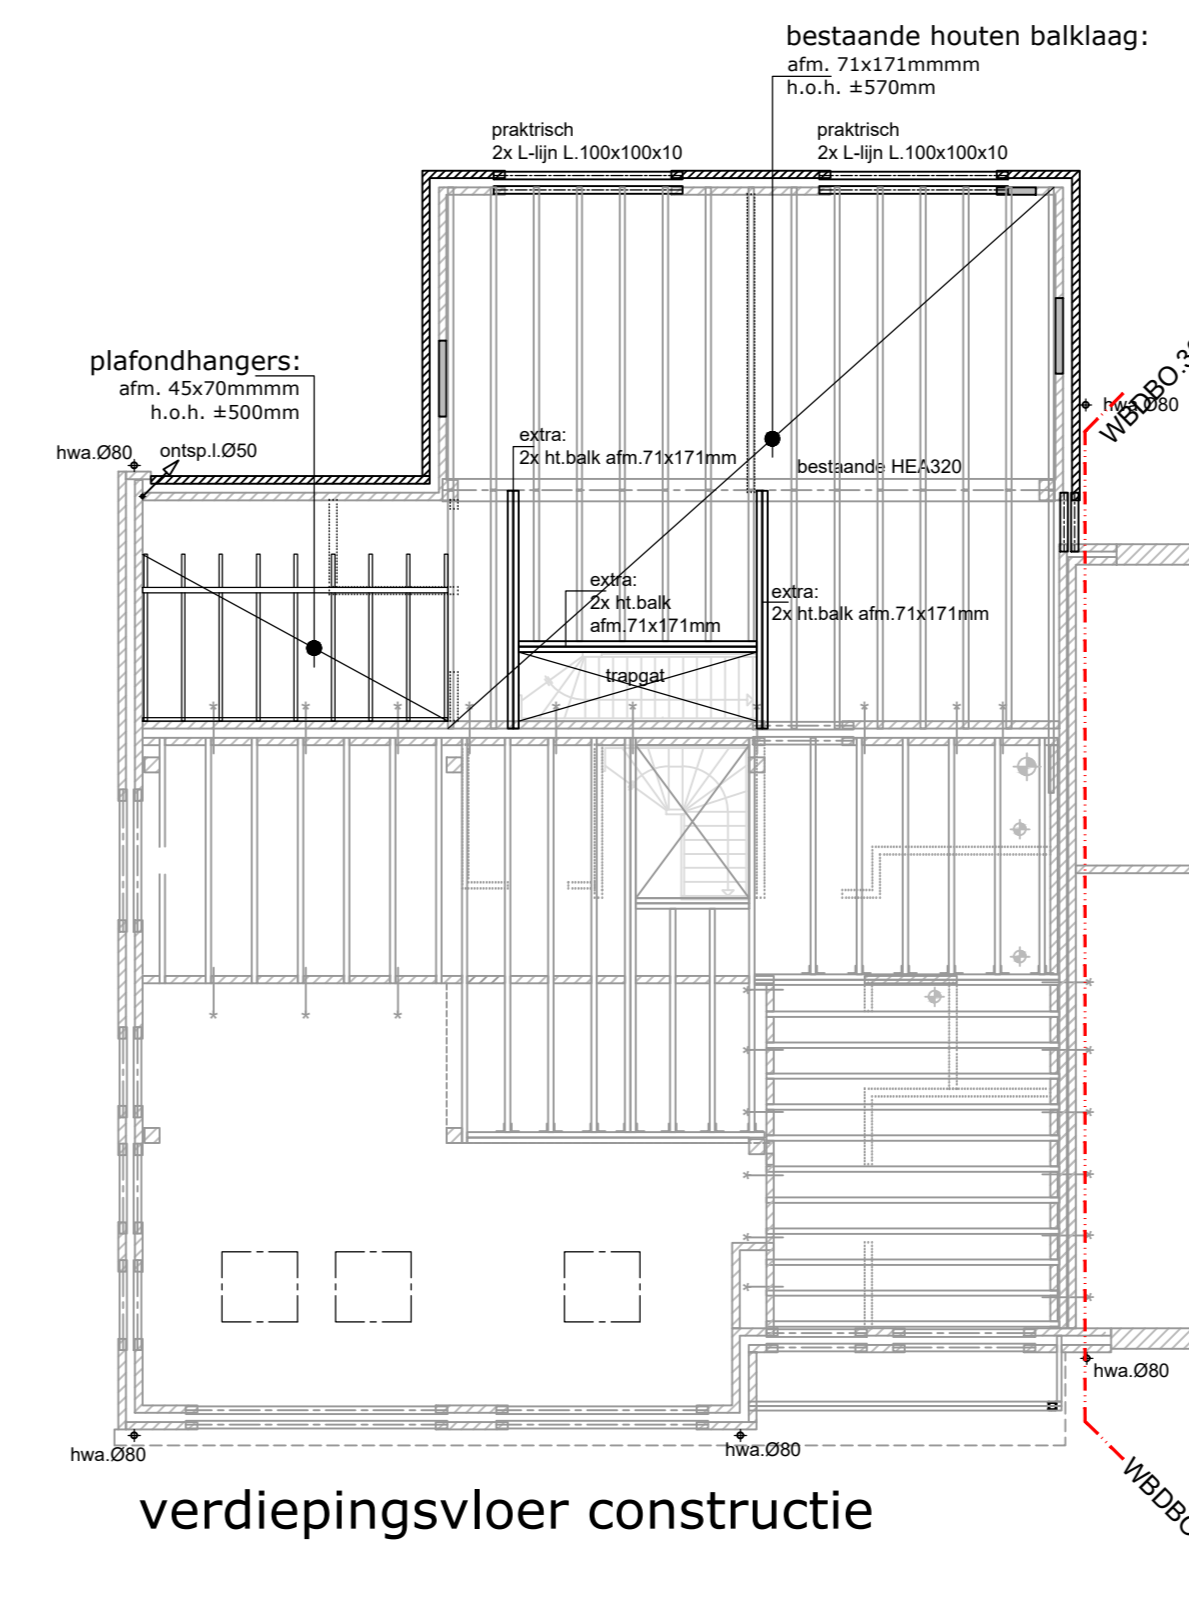 bestaande houten balklaag:
afm. 71x171mmmm
h.o.h. ±570mm
praktrisch
2x L-lijn L.100x100x10
praktrisch
2x L-lijn L.100x100x10
plafondhangers:
afm. 45x70mmmm
h.o.h. ±500mm
hwa.Ø80
ontsp.l.Ø50
extra:
2x ht.balk afm.71x171mm
bestaande HEA320
hwa.Ø80
extra:
2x ht.balk
afm.71x171mm
extra:
2x ht.balk afm.71x171mm
trapgat
hwa.Ø80
hwa.Ø80
hwa.Ø80
verdiepingsvloer constructie